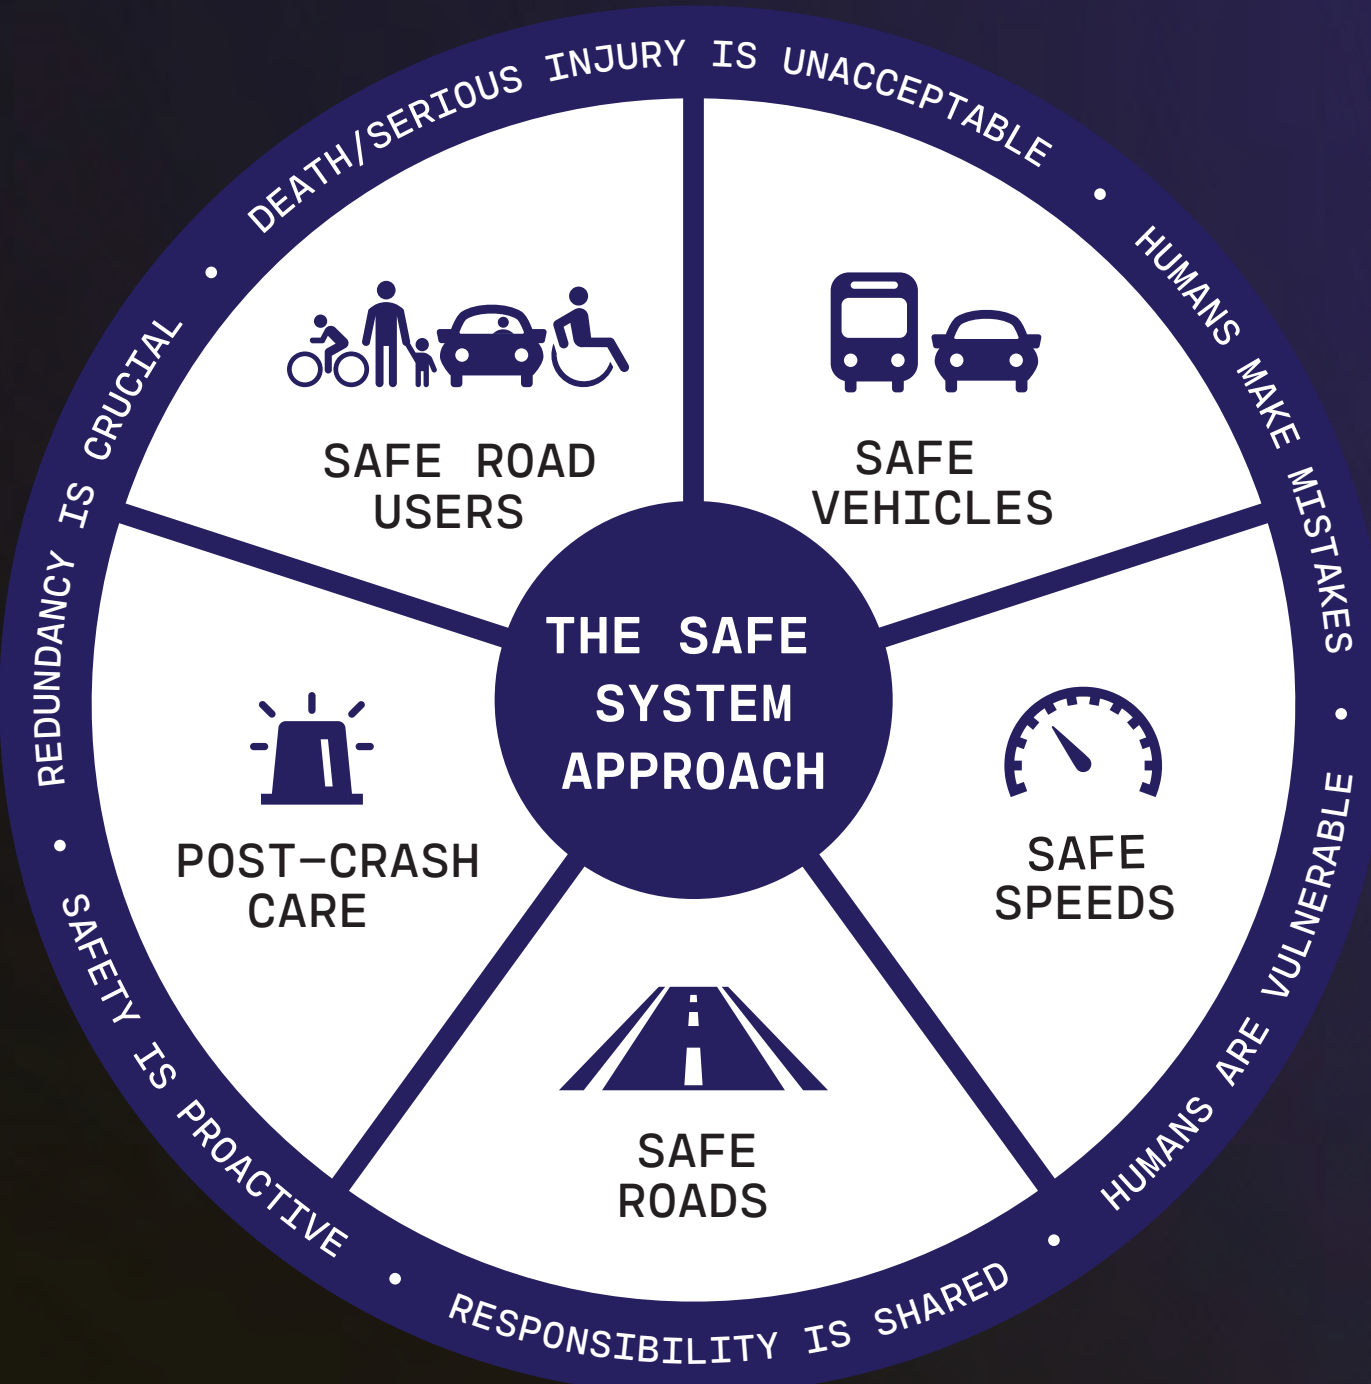 DEATH/SERIOUS INJURY IS UNACCEPTABLE
HUMANS MAKE MISTAKES
HUMANS ARE VULNERABLE
RESPONSIBILITY IS SHARED
SAFETY IS PROACTIVE
REDUNDANCY IS CRUCIAL
SAFE ROAD
USERS
SAFE
VEHICLES
THE SAFE
SYSTEM
APPROACH
SAFE
SPEEDS
POST-CRASH
CARE
SAFE
ROADS